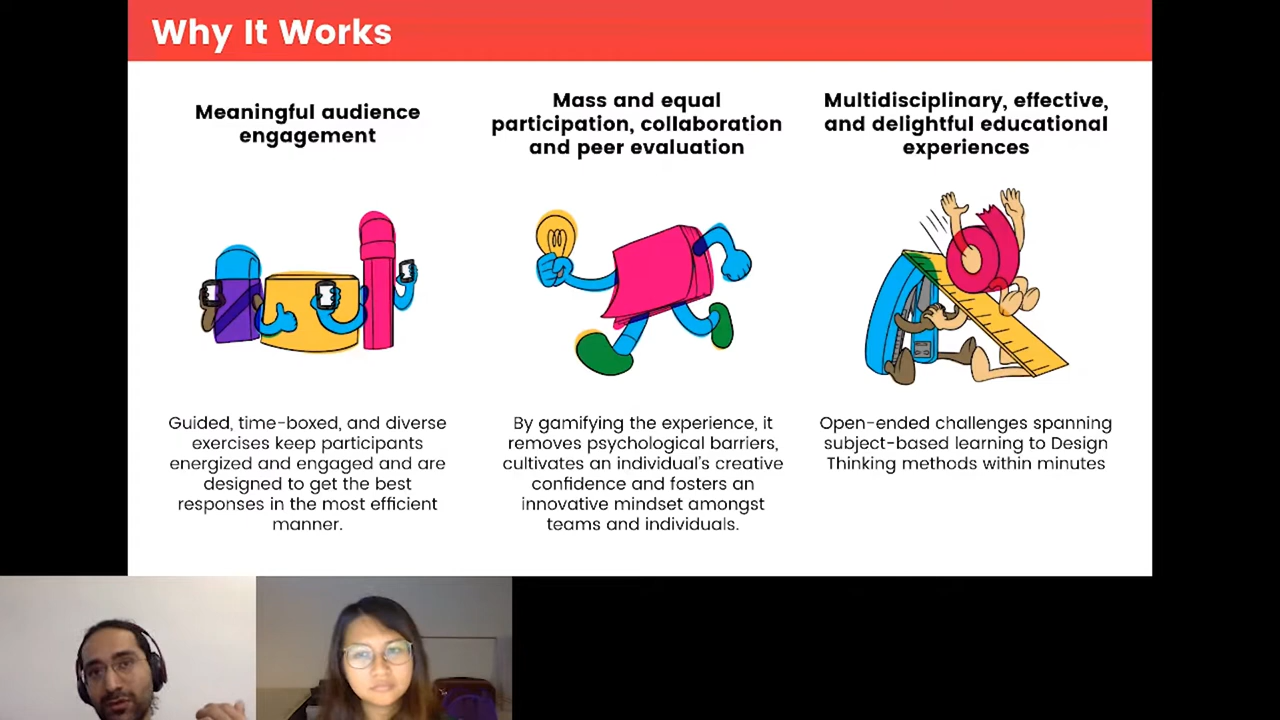 Why It Works
Meaningful audience
engagement
Guided, time-boxed, and diverse
exercises keep participants
energized and engaged and are
designed to get the best
responses in the most efficient
manner.
Mass and equal
participation, collaboration
and peer evaluation
By gamifying the experience, it
removes psychological barriers,
cultivates an individual's creative
confidence and fosters an
innovative mindset amongst
teams and individuals.
Multidisciplinary, effective,
and delightful educational
experiences
Open-ended challenges spanning
subject-based learning to Design
Thinking methods within minutes